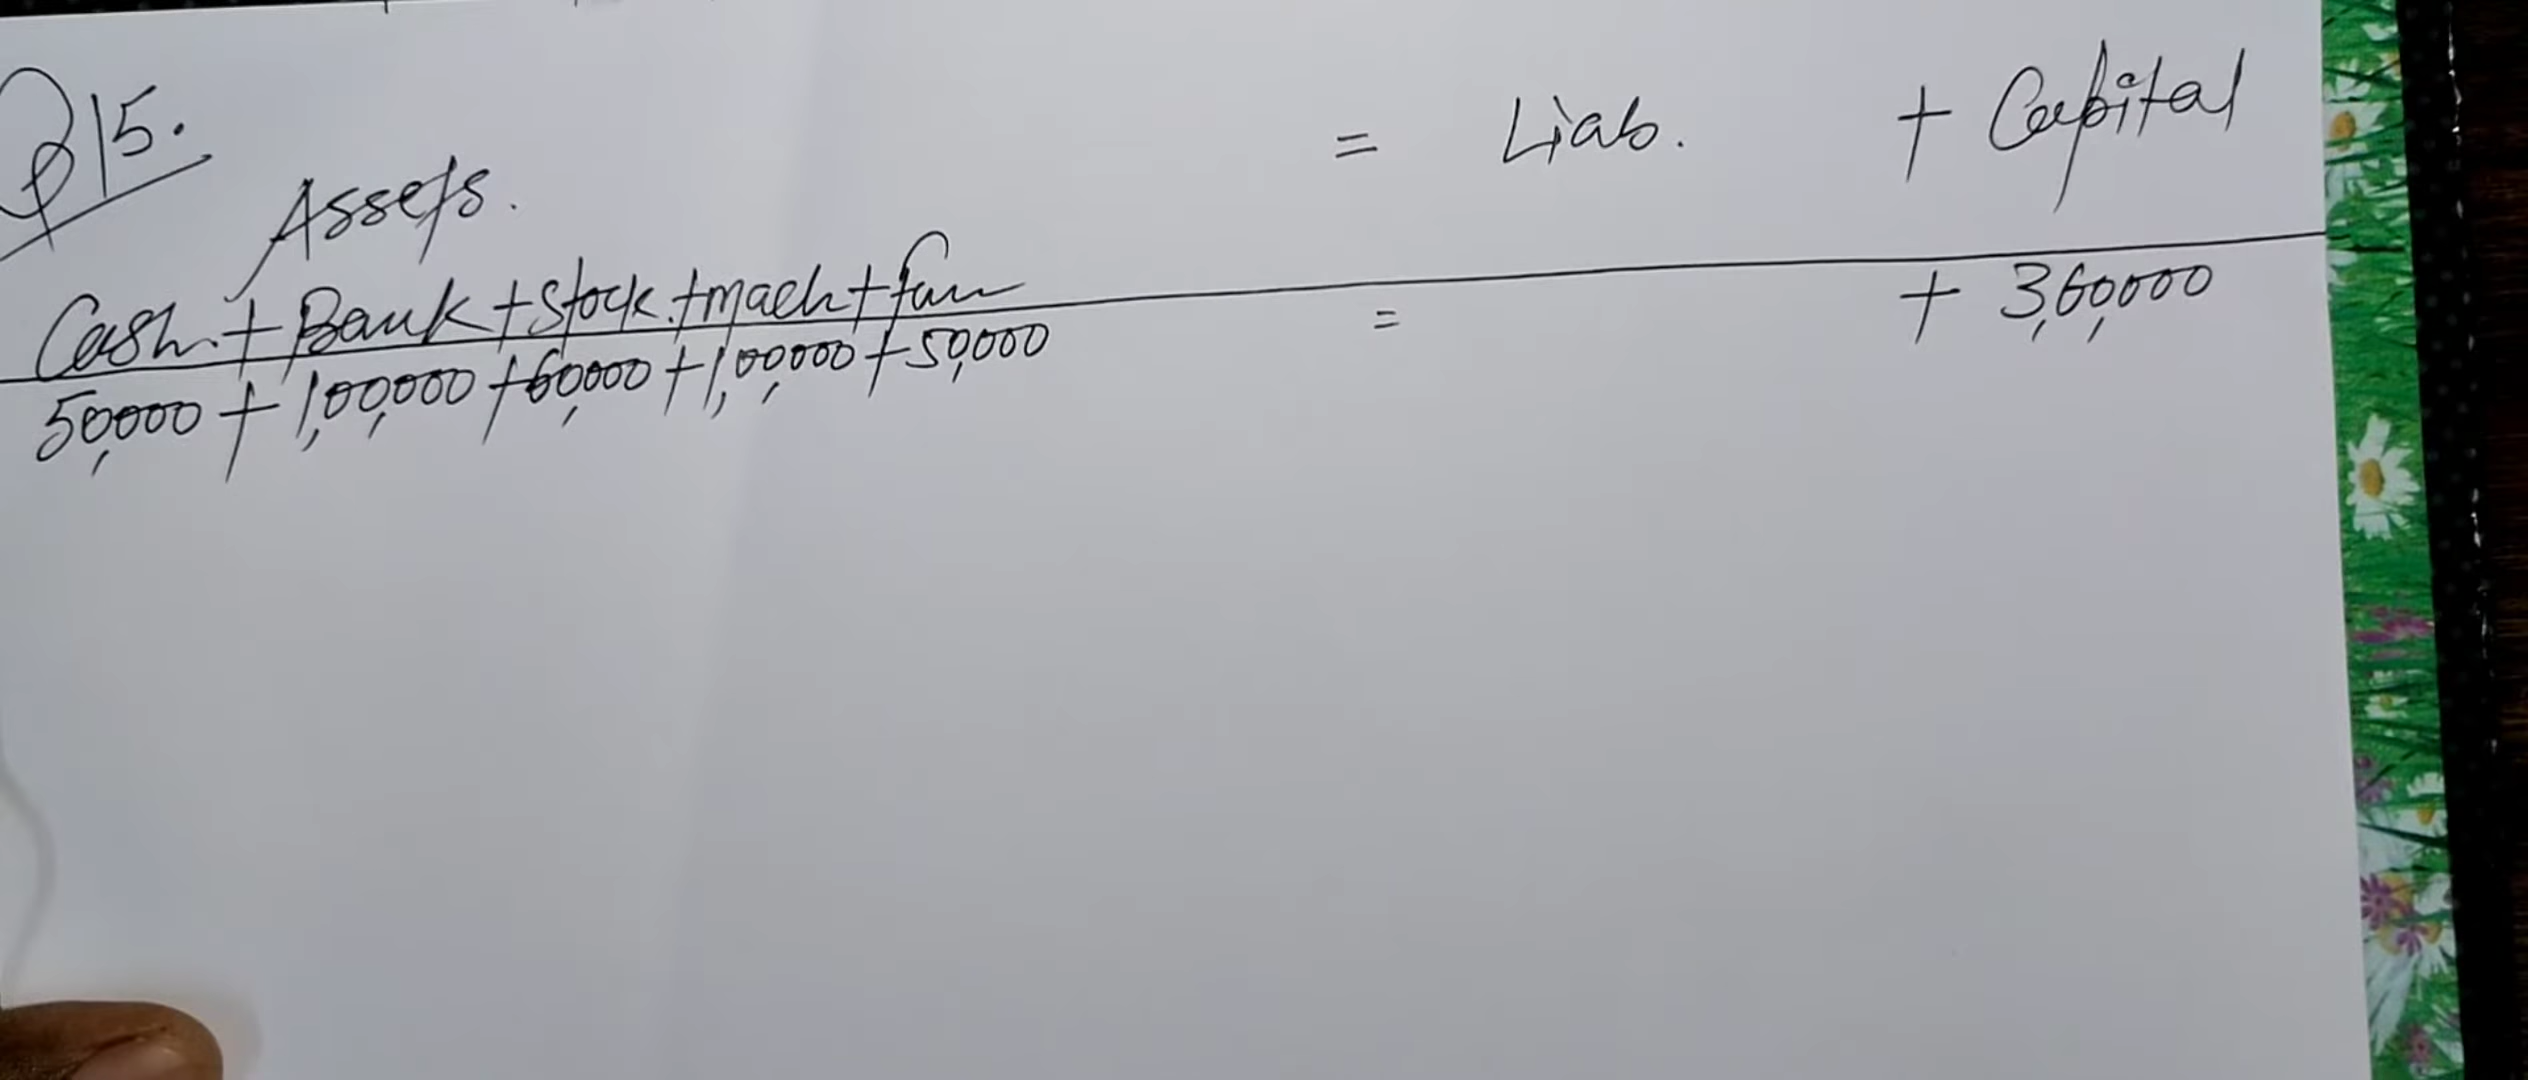 Q15.
Assets. = Liab. + Capital
Cash + Bank + Stock + mach + fur
50,000 + 1,00,000 + 60,000 + 1,00,000 + 50,000 = + 3,60,000